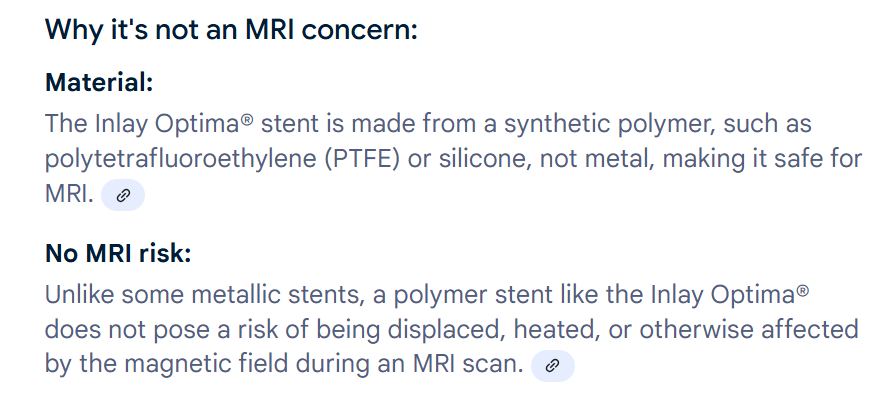 Why it's not an MRI concern:
Material:
The Inlay Optima® stent is made from a synthetic polymer, such as
polytetrafluoroethylene (PTFE) or silicone, not metal, making it safe for
MRI.
No MRI risk:
Unlike some metallic stents, a polymer stent like the Inlay Optima®
does not pose a risk of being displaced, heated, or otherwise affected
by the magnetic field during an MRI scan.